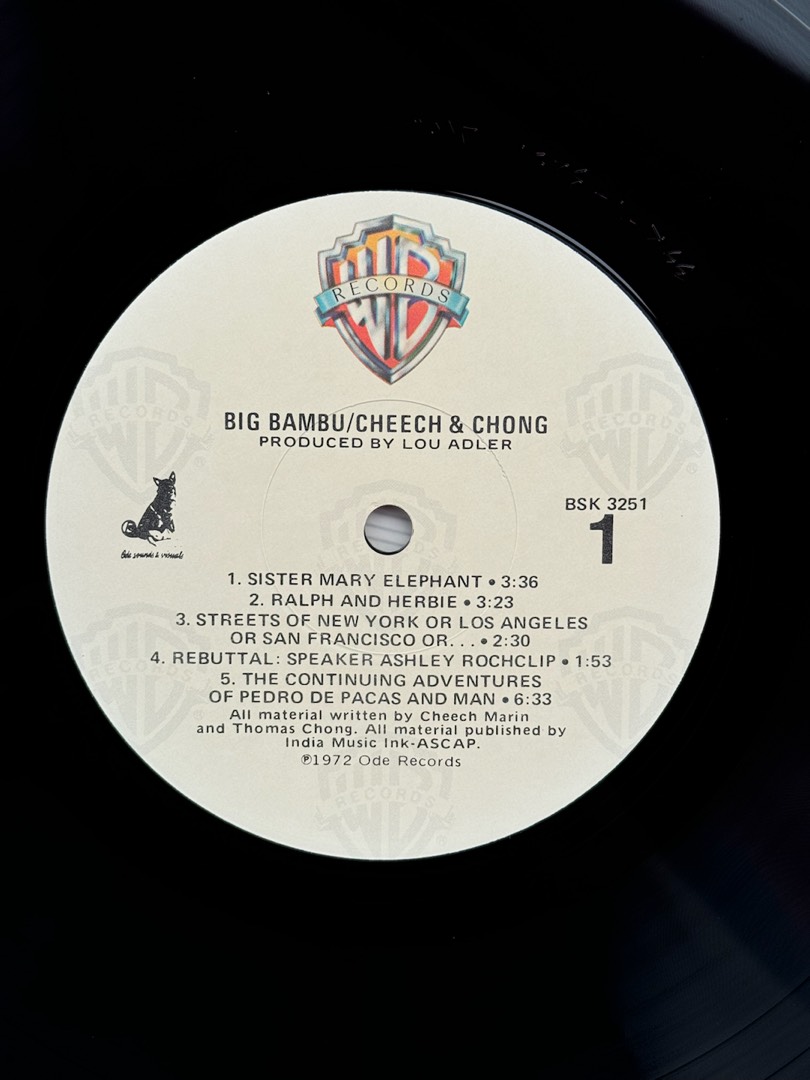 WB
RECORDS
BIG BAMBU/CHEECH & CHONG
PRODUCED BY LOU ADLER
Ode sounds & visuals
BSK 3251
1
1. SISTER MARY ELEPHANT • 3:36
2. RALPH AND HERBIE • 3:23
3. STREETS OF NEW YORK OR LOS ANGELES
OR SAN FRANCISCO OR. . . • 2:30
4. REBUTTAL: SPEAKER ASHLEY ROCHCLIP • 1:53
5. THE CONTINUING ADVENTURES
OF PEDRO DE PACAS AND MAN • 6:33
All material written by Cheech Marin
and Thomas Chong. All material published by
India Music Ink-ASCAP.
℗1972 Ode Records